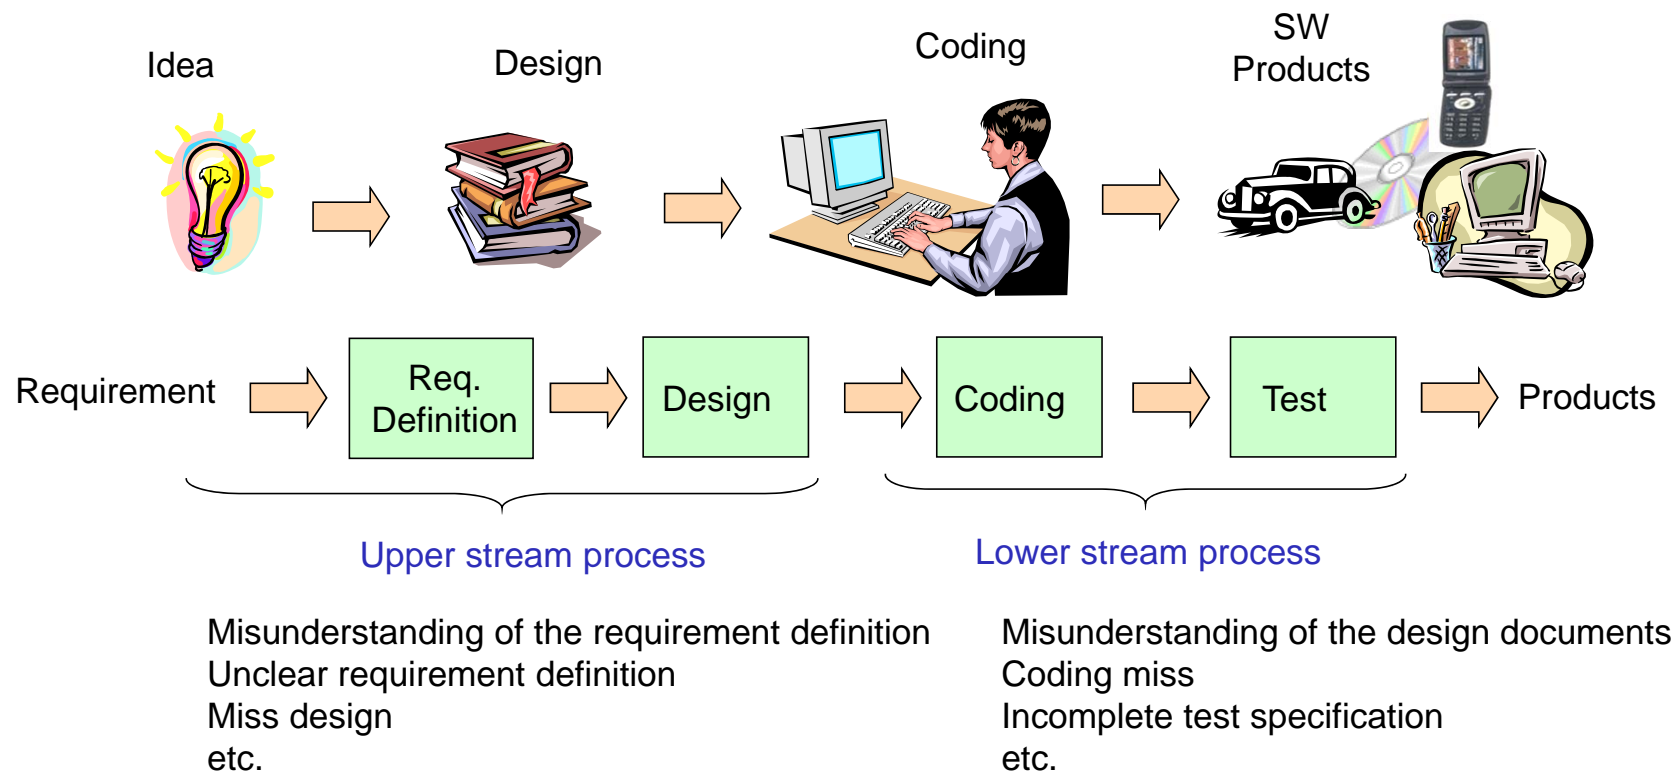 Idea
Design
Coding
SW
Products
Requirement
Req.
Definition
Design
Coding
Test
Products
Upper stream process
Lower stream process
Misunderstanding of the requirement definition
Unclear requirement definition
Miss design
etc.
Misunderstanding of the design documents
Coding miss
Incomplete test specification
etc.